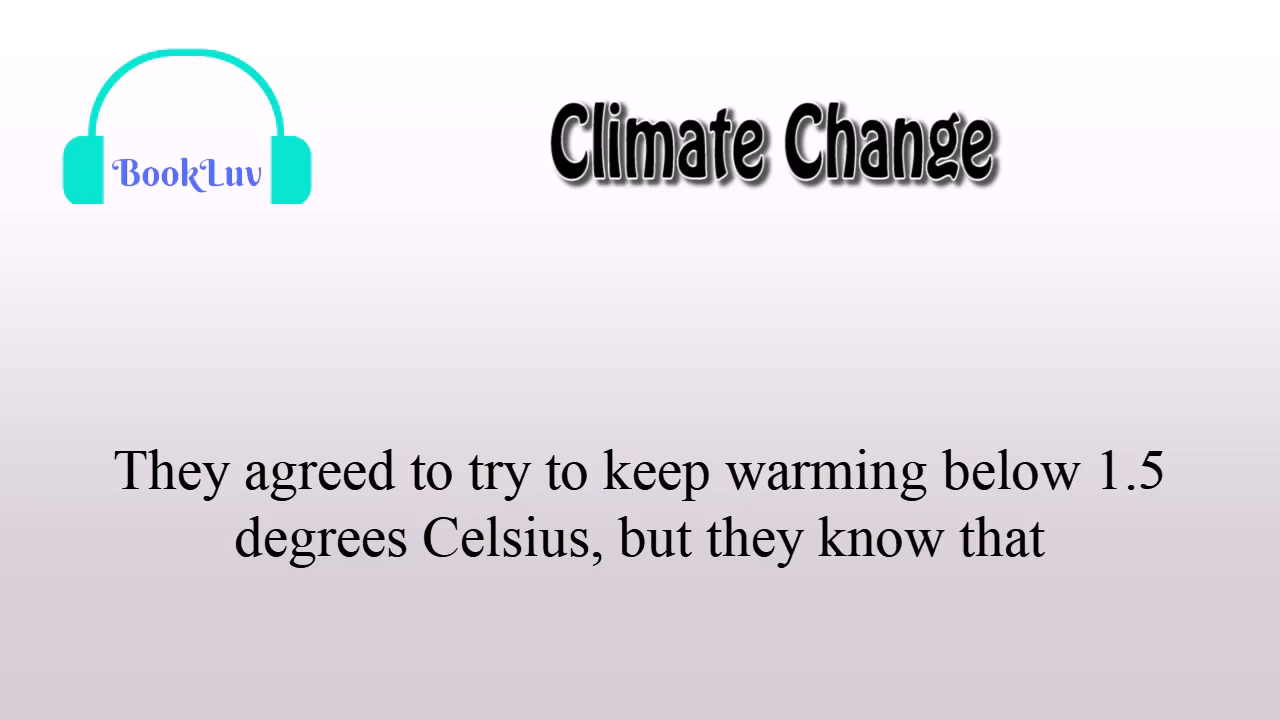 BookLuv
Climate Change
They agreed to try to keep warming below 1.5
degrees Celsius, but they know that